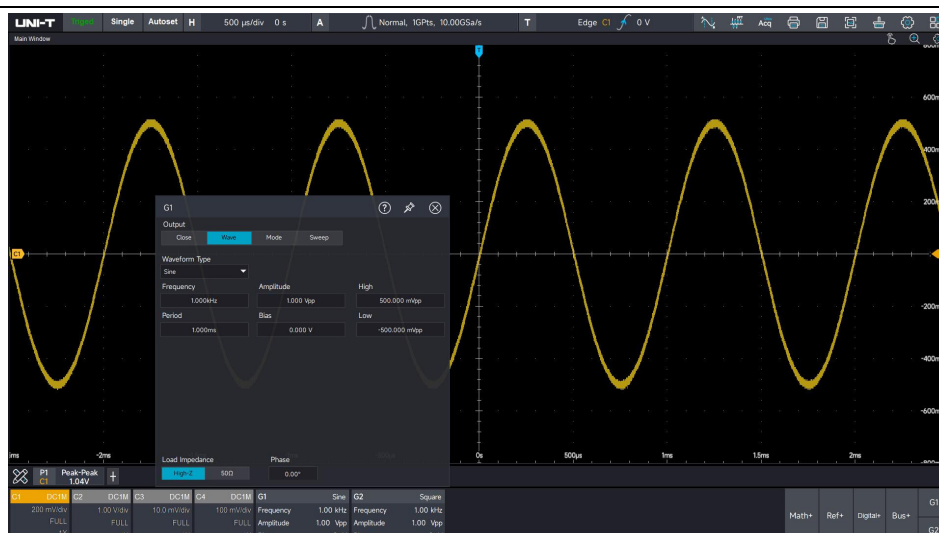 UNI-T Triged Single Autoset H 500 μs/div 0 s A Normal, 1GPts, 10.00GSa/s T Edge C1 0 V Acq
Main Window
T
600m
400m
200m
C1
-200m
-400m
-600m
G1 ?
Output
Close Wave Mode Sweep
Waveform Type
Sine
Frequency Amplitude High
1.000kHz 1.000 Vpp 500.000 mVpp
Period Bias Low
1.000ms 0.000 V -500.000 mVpp
Load Impedance Phase
High-Z 50Ω 0.00°
-2ms 0s 500μs 1ms 1.5ms 2ms
P1 Peak-Peak
C1 1.04V +
C1 DC1M C2 DC1M C3 DC1M C4 DC1M G1 Sine G2 Square
200 mV/div 1.00 V/div 10.0 mV/div 100 mV/div Frequency 1.00 kHz Frequency 1.00 kHz
FULL FULL FULL FULL Amplitude 1.00 Vpp Amplitude 1.00 Vpp
1X
Math+ Ref+ Digital+ Bus+
G1
G2